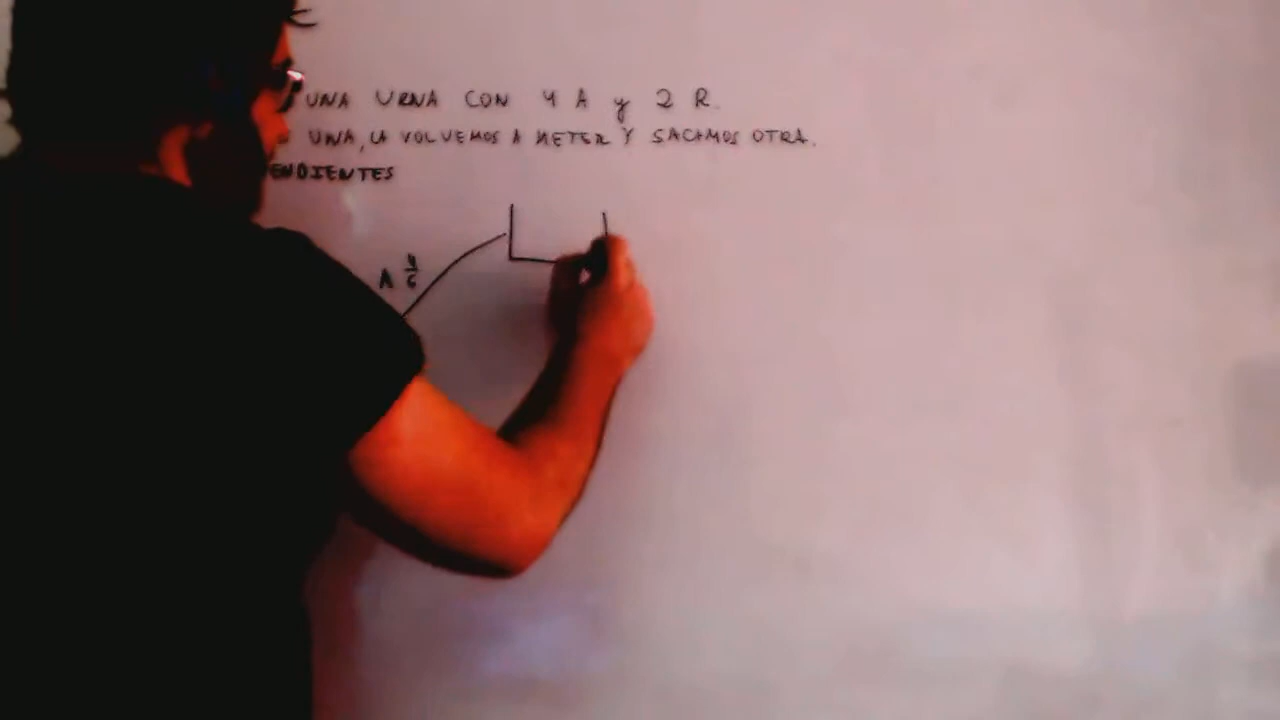 UNA URNA CON 4 A y 2 R.
UNA, LA VOLVEMOS A METER Y SACAMOS OTRA.
ENDIENTES
A 4/6